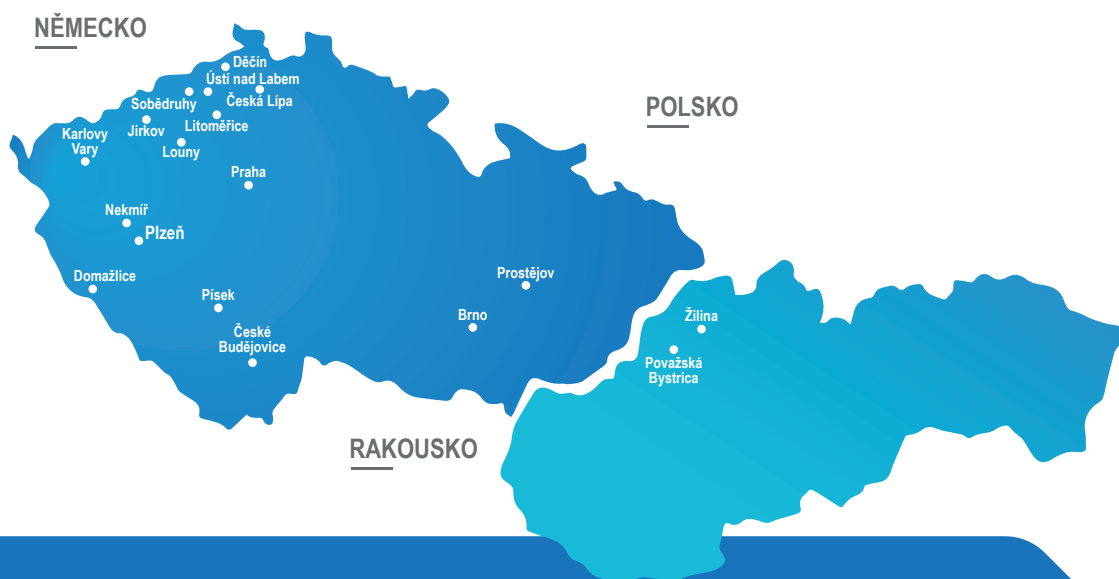 NĚMECKO
Děčín
Ústí nad Labem
Sobědruhy
Česká Lípa
POLSKO
Litoměřice
Jirkov
Karlovy
Vary
Louny
Praha
Nekmíř
Plzeň
Domažlice
Prostějov
Písek
Brno
Žilina
České
Budějovice
Považská
Bystrica
RAKOUSKO